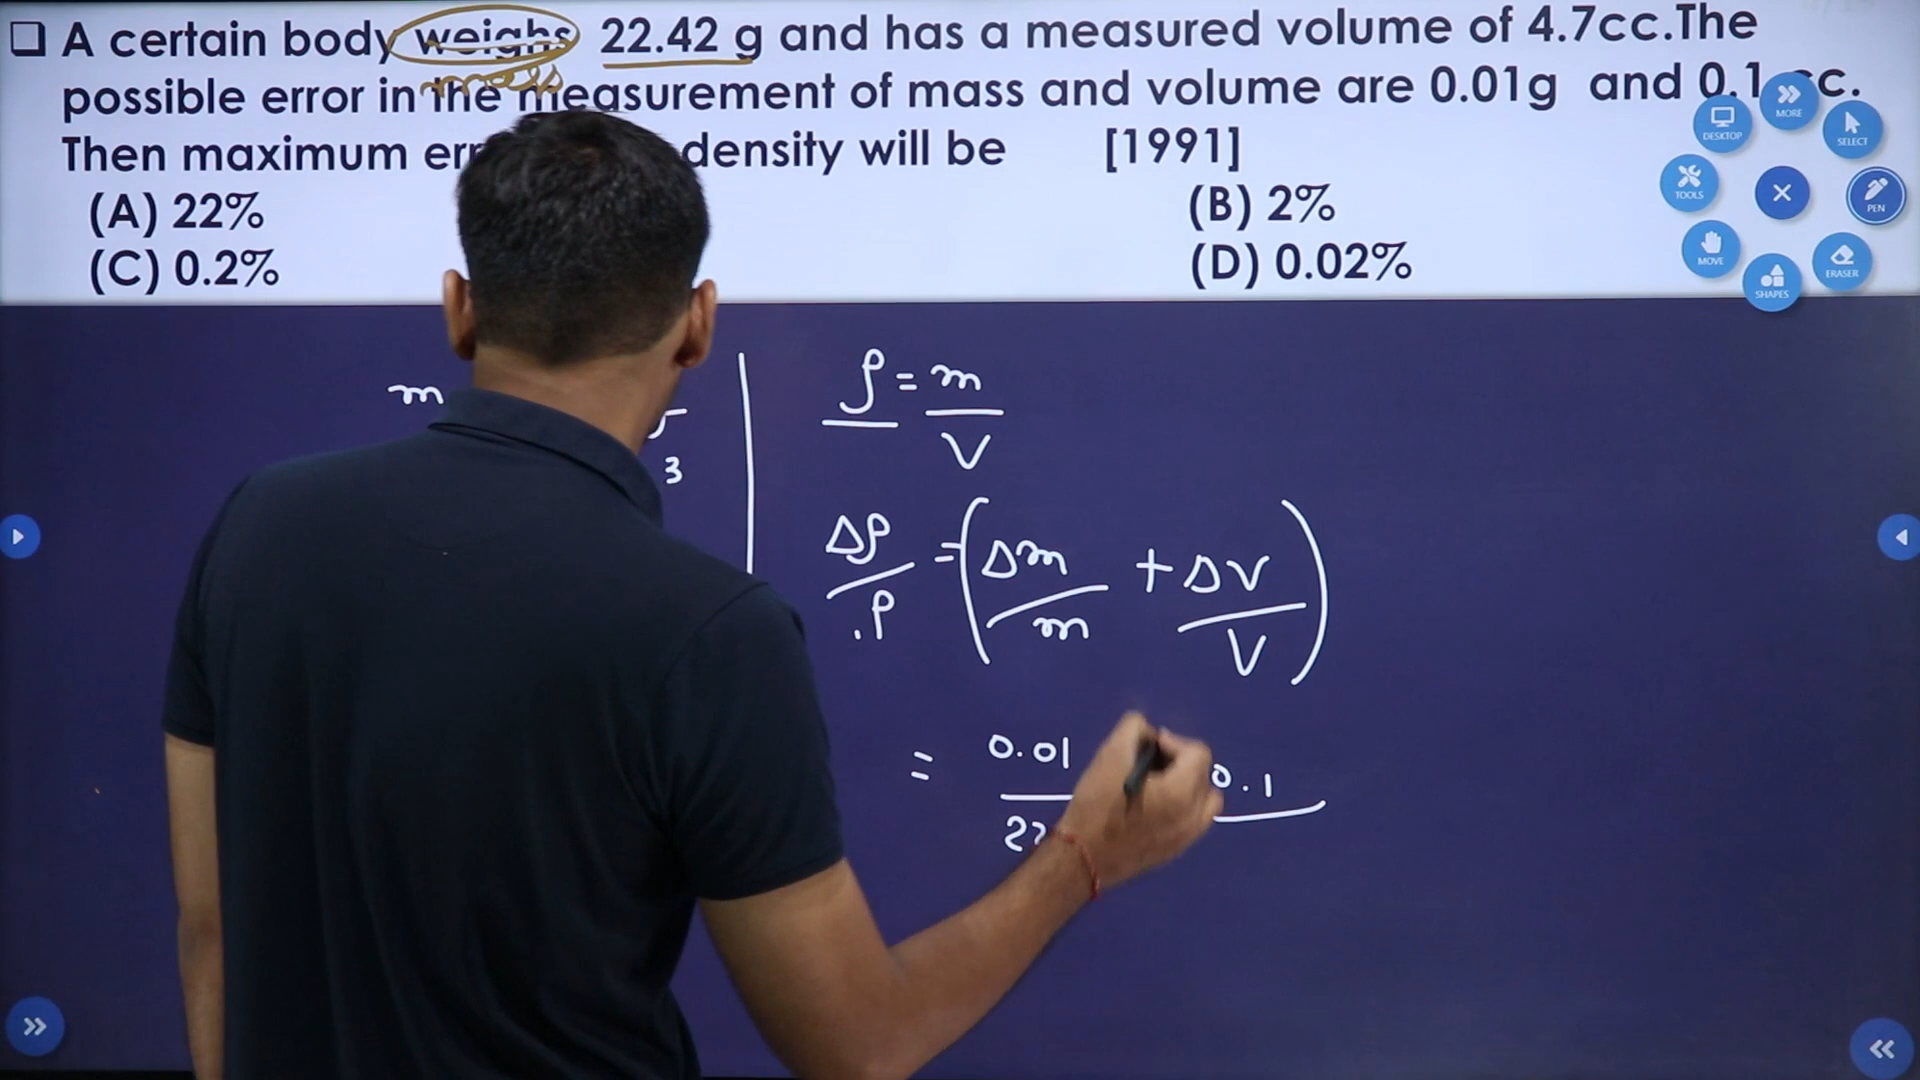 A certain body weighs 22.42 g and has a measured volume of 4.7cc.The
mass
possible error in the measurement of mass and volume are 0.01g and 0.1 cc.
Then maximum density will be [1991]
(A) 22% (B) 2%
(C) 0.2% (D) 0.02%
MORE
DESKTOP
SELECT
TOOLS
PEN
MOVE
ERASER
SHAPES
m
3
ρ = m/V
Δρ/ρ = (Δm/m + ΔV/V)
= 0.01 0.1
22